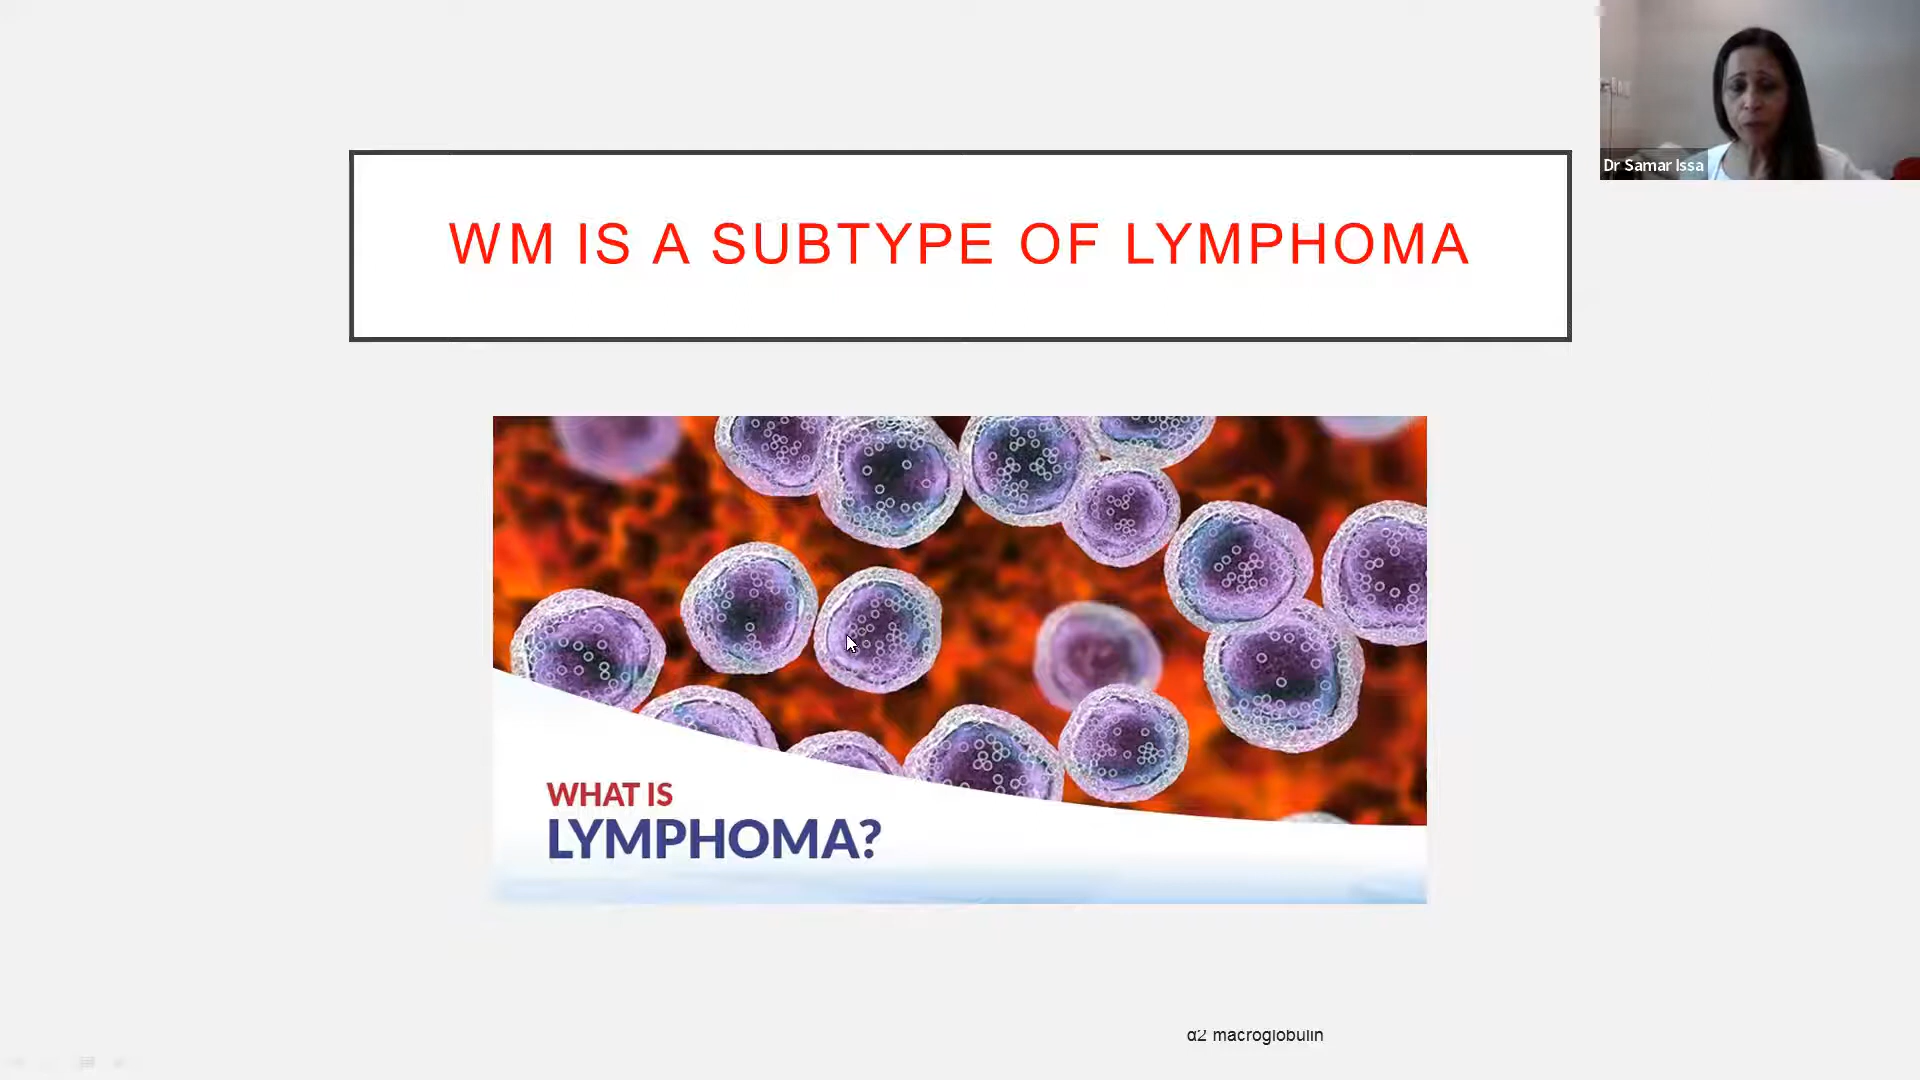 Dr Samar Issa
WM IS A SUBTYPE OF LYMPHOMA
WHAT IS
LYMPHOMA?
α2 macroglobulin